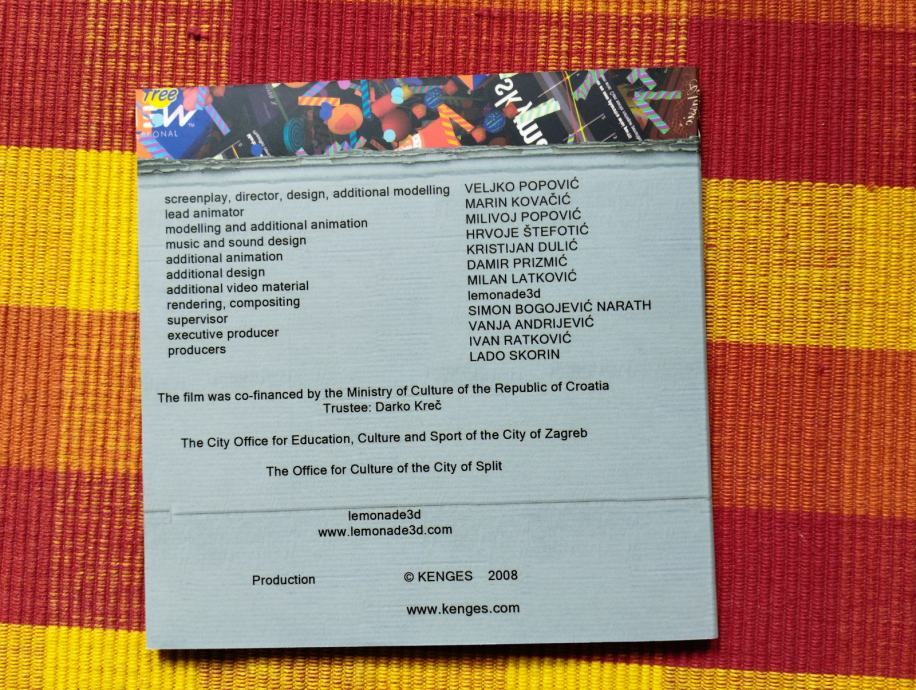 free
EW™
screenplay, director, design, additional modelling VELJKO POPOVIĆ
lead animator MARIN KOVAČIĆ
modelling and additional animation MILIVOJ POPOVIĆ
music and sound design HRVOJE ŠTEFOTIĆ
additional animation KRISTIJAN DULIĆ
additional design DAMIR PRIZMIĆ
additional video material MILAN LATKOVIĆ
rendering, compositing lemonade3d
supervisor SIMON BOGOJEVIĆ NARATH
executive producer VANJA ANDRIJEVIĆ
producers IVAN RATKOVIĆ
LADO SKORIN
The film was co-financed by the Ministry of Culture of the Republic of Croatia
Trustee: Darko Kreč
The City Office for Education, Culture and Sport of the City of Zagreb
The Office for Culture of the City of Split
lemonade3d
www.lemonade3d.com
Production © KENGES 2008
www.kenges.com